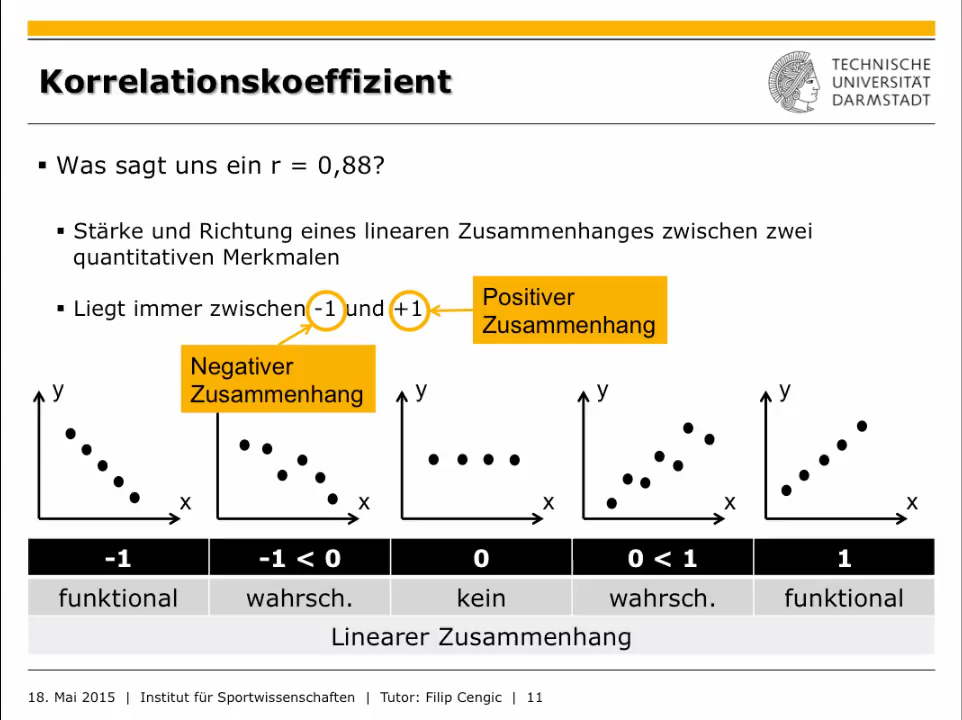 Korrelationskoeffizient
TECHNISCHE
UNIVERSITÄT
DARMSTADT
▪ Was sagt uns ein r = 0,88?
▪ Stärke und Richtung eines linearen Zusammenhanges zwischen zwei
quantitativen Merkmalen
▪ Liegt immer zwischen -1 und +1
Positiver
Zusammenhang
Negativer
Zusammenhang
y y y y
x x x x x
-1 -1 < 0 0 0 < 1 1
funktional wahrsch. kein wahrsch. funktional
Linearer Zusammenhang
18. Mai 2015 | Institut für Sportwissenschaften | Tutor: Filip Cengic | 11